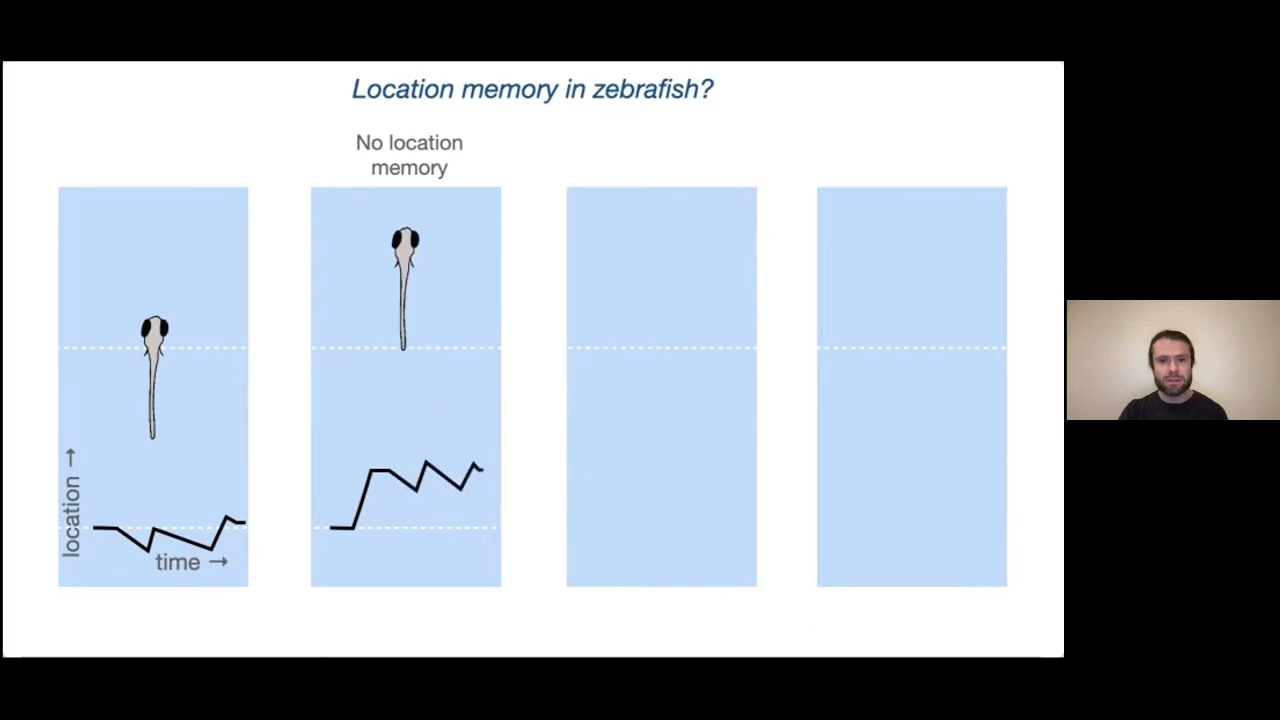 Location memory in zebrafish?
No location
memory
location →
time →